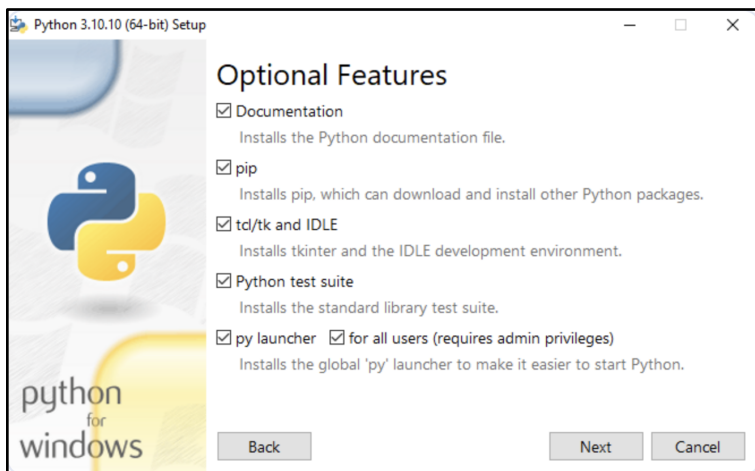 Python 3.10.10 (64-bit) Setup
Optional Features
Documentation
Installs the Python documentation file.
pip
Installs pip, which can download and install other Python packages.
tcl/tk and IDLE
Installs tkinter and the IDLE development environment.
Python test suite
Installs the standard library test suite.
py launcher for all users (requires admin privileges)
Installs the global 'py' launcher to make it easier to start Python.
python
for
windows
Back Next Cancel